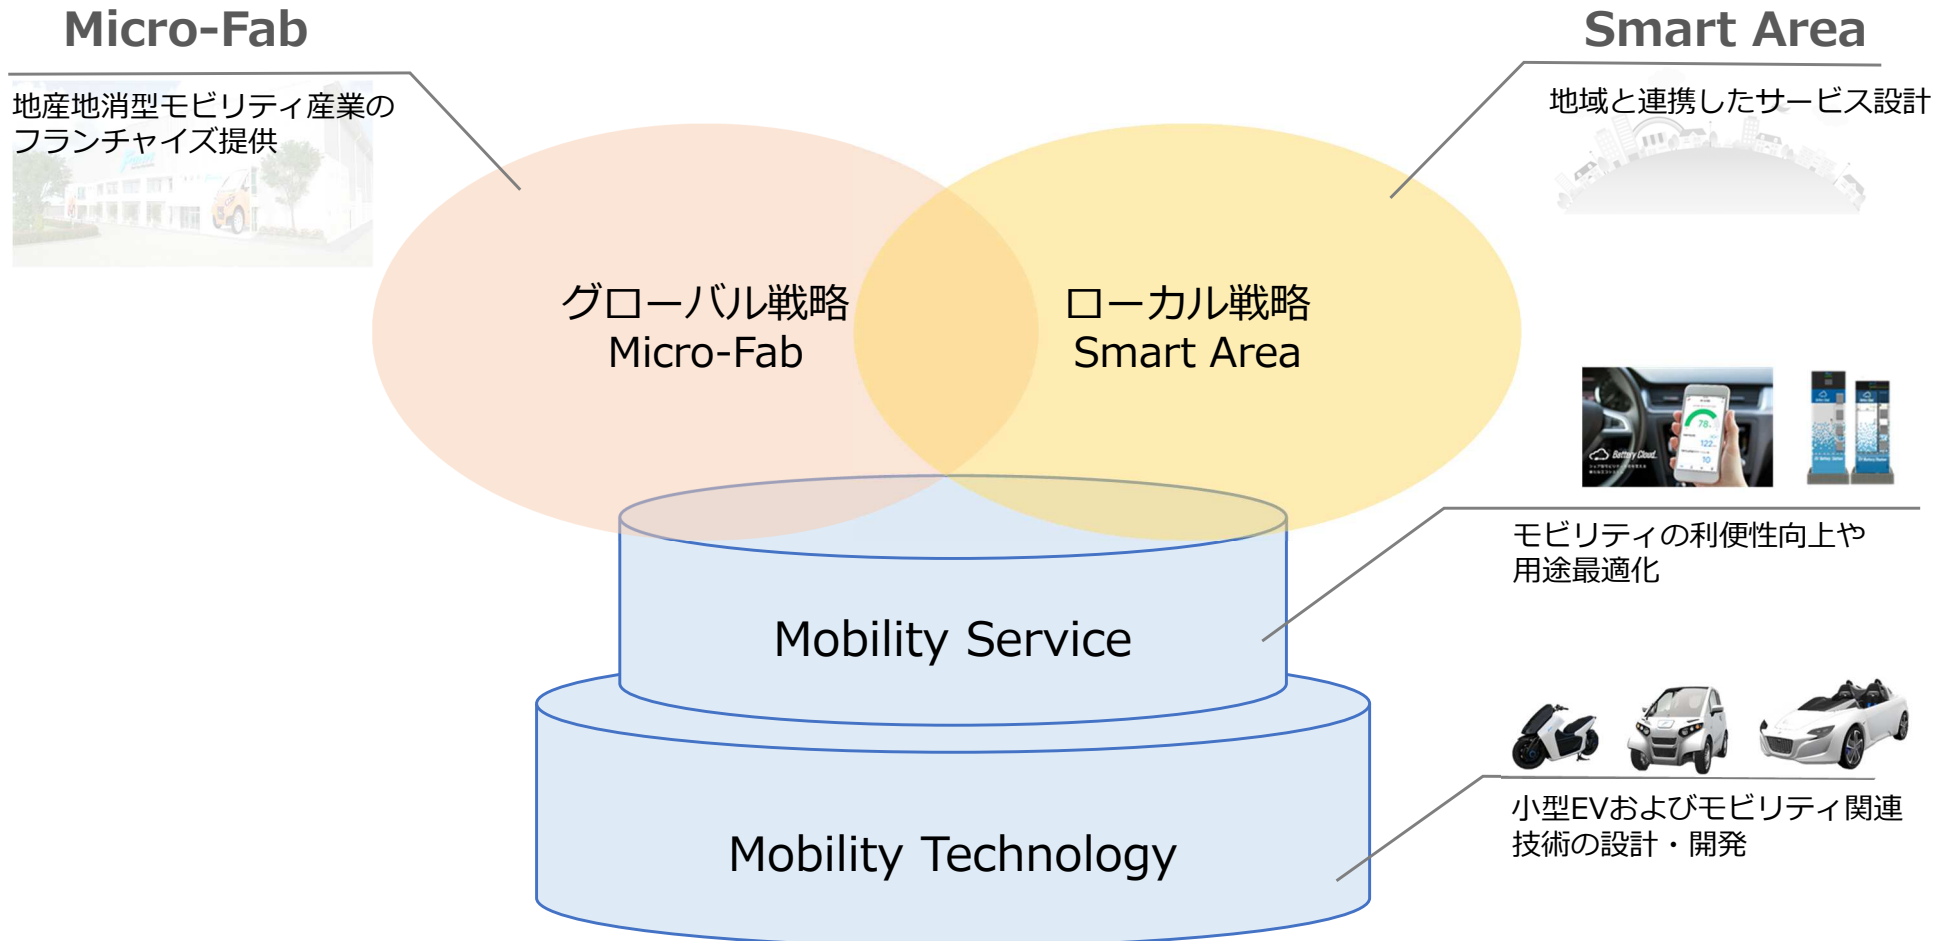 Micro-Fab
Smart Area
地産地消型モビリティ産業の
フランチャイズ提供
地域と連携したサービス設計
グローバル戦略
Micro-Fab
ローカル戦略
Smart Area
78
122
10
Battery Cloud
モビリティの利便性向上や
用途最適化
Mobility Service
小型EVおよびモビリティ関連
技術の設計・開発
Mobility Technology